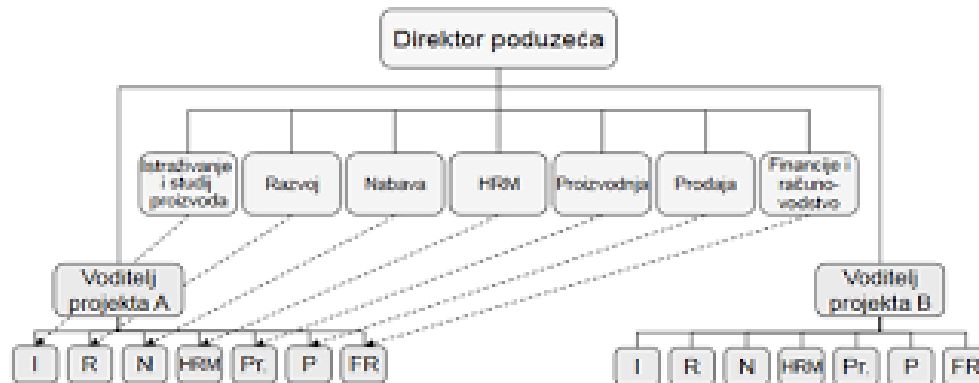 Direktor poduzeća
Istraživanje
i studij
proizvoda
Razvoj
Nabava
HRM
Proizvodnja
Prodaja
Financije i
računo-
vodstvo
Voditelj
projekta A
Voditelj
projekta B
I
R
N
HRM
Pr.
P
FR
I
R
N
HRM
Pr.
P
FR